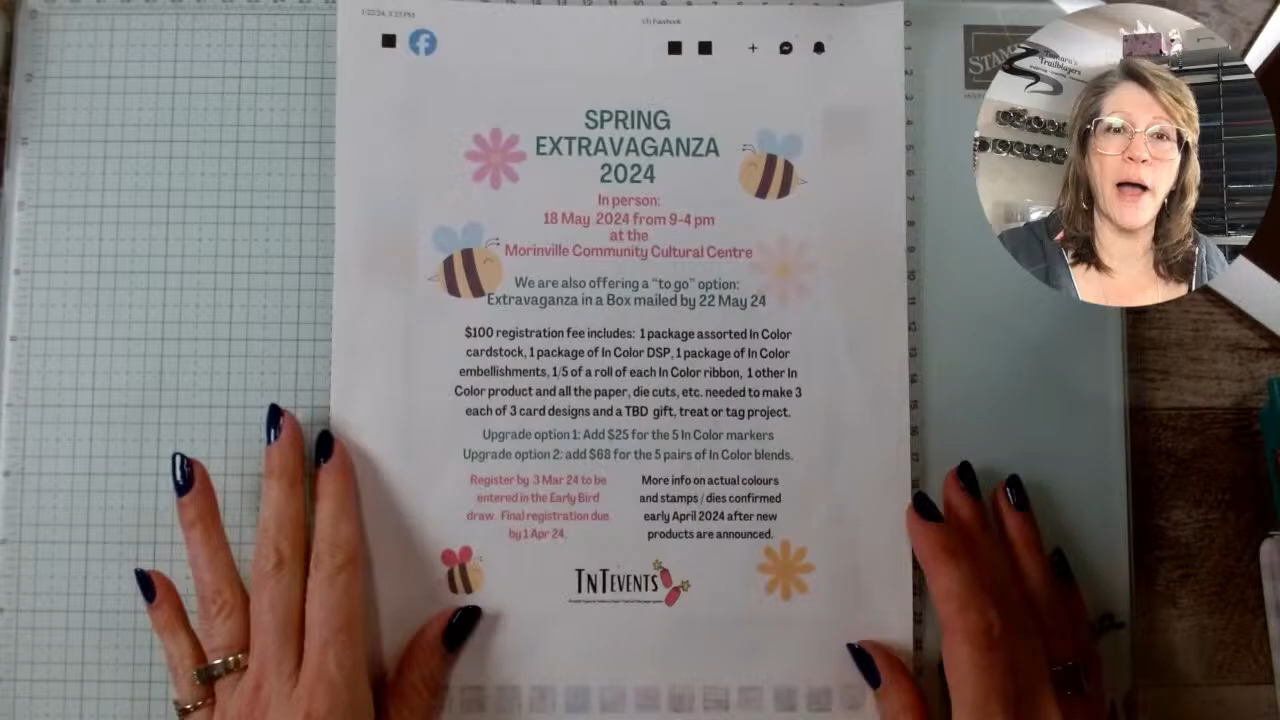 1/22/24, 3:23 PM
(3) Facebook
SPRING
EXTRAVAGANZA
2024
In person:
18 May 2024 from 9-4 pm
at the
Morinville Community Cultural Centre
We are also offering a "to go" option:
Extravaganza in a Box mailed by 22 May 24
$100 registration fee includes: 1 package assorted In Color
cardstock, 1 package of In Color DSP, 1 package of In Color
embellishments, 1/5 of a roll of each In Color ribbon, 1 other In
Color product and all the paper, die cuts, etc. needed to make 3
each of 3 card designs and a TBD gift, treat or tag project.
Upgrade option 1: Add $25 for the 5 In Color markers
Upgrade option 2: add $68 for the 5 pairs of In Color blends.
Register by 3 Mar 24 to be
entered in the Early Bird
draw. Final registration due
by 1 Apr 24.
More info on actual colours
and stamps / dies confirmed
early April 2024 after new
products are announced.
TNT EVENTS
STAM
Tamara's
Trailblazers